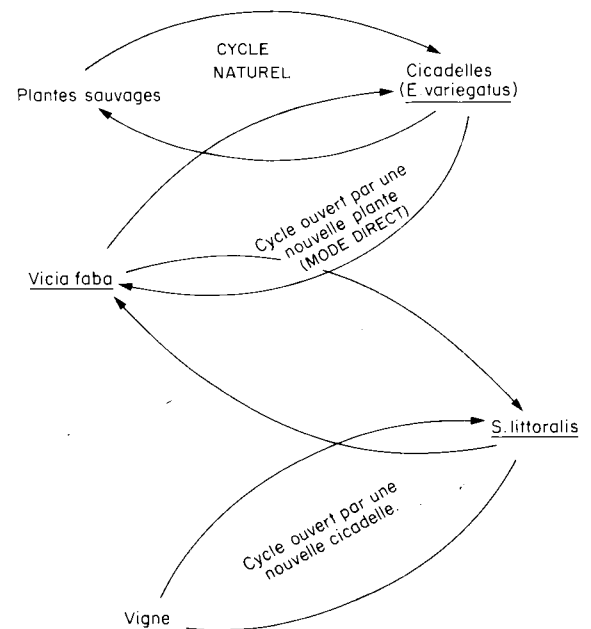 CYCLE
NATUREL
Cicadelles
(E. variegatus)
Plantes sauvages
Cycle ouvert par une
nouvelle plante
(MODE DIRECT)
Vicia faba
S. littoralis
Cycle ouvert par une
nouvelle cicadelle.
Vigne